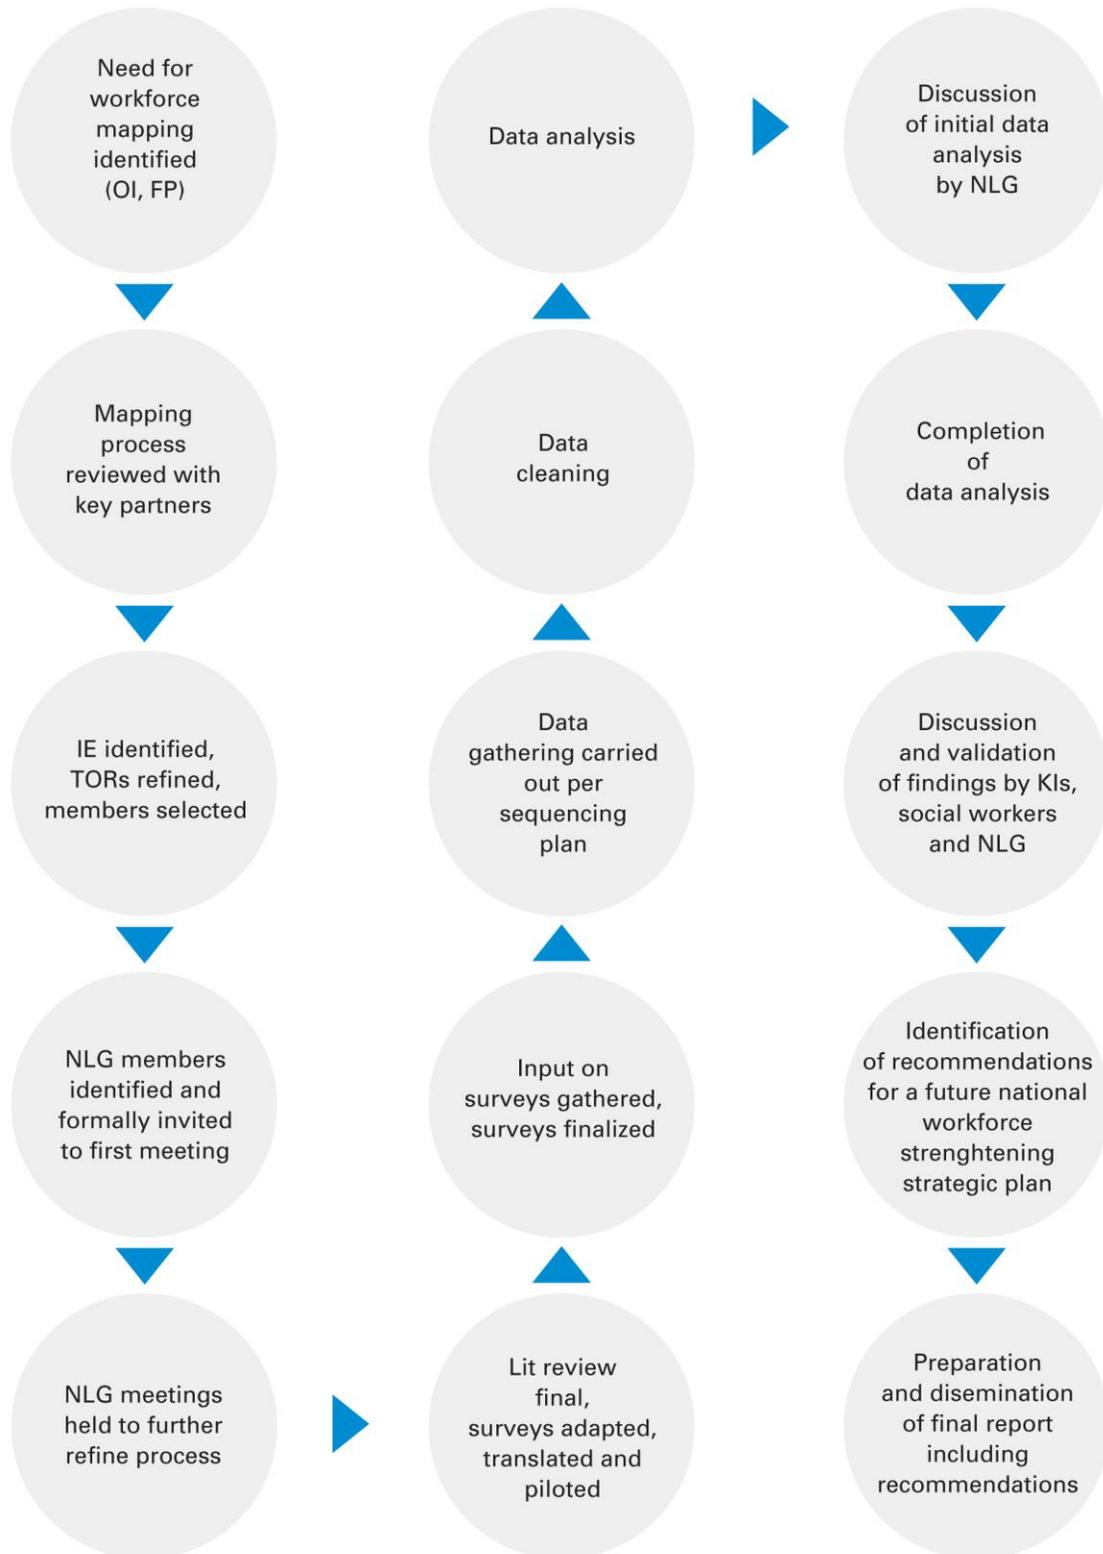 Need for
workforce
mapping
identified
(OI, FP)
Mapping
process
reviewed with
key partners
IE identified,
TORs refined,
members selected
NLG members
identified and
formally invited
to first meeting
NLG meetings
held to further
refine process
Lit review
final,
surveys adapted,
translated and
piloted
Input on
surveys gathered,
surveys finalized
Data
gathering carried
out per
sequencing
plan
Data
cleaning
Data analysis
Discussion
of initial data
analysis
by NLG
Completion
of
data analysis
Discussion
and validation
of findings by KIs,
social workers
and NLG
Identification
of recommendations
for a future national
workforce
strenghtening
strategic plan
Preparation
and disemination
of final report
including
recommendations